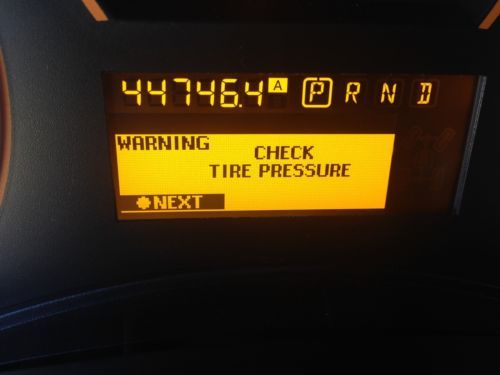 44746.4 A P R N D
WARNING
CHECK
TIRE PRESSURE
NEXT